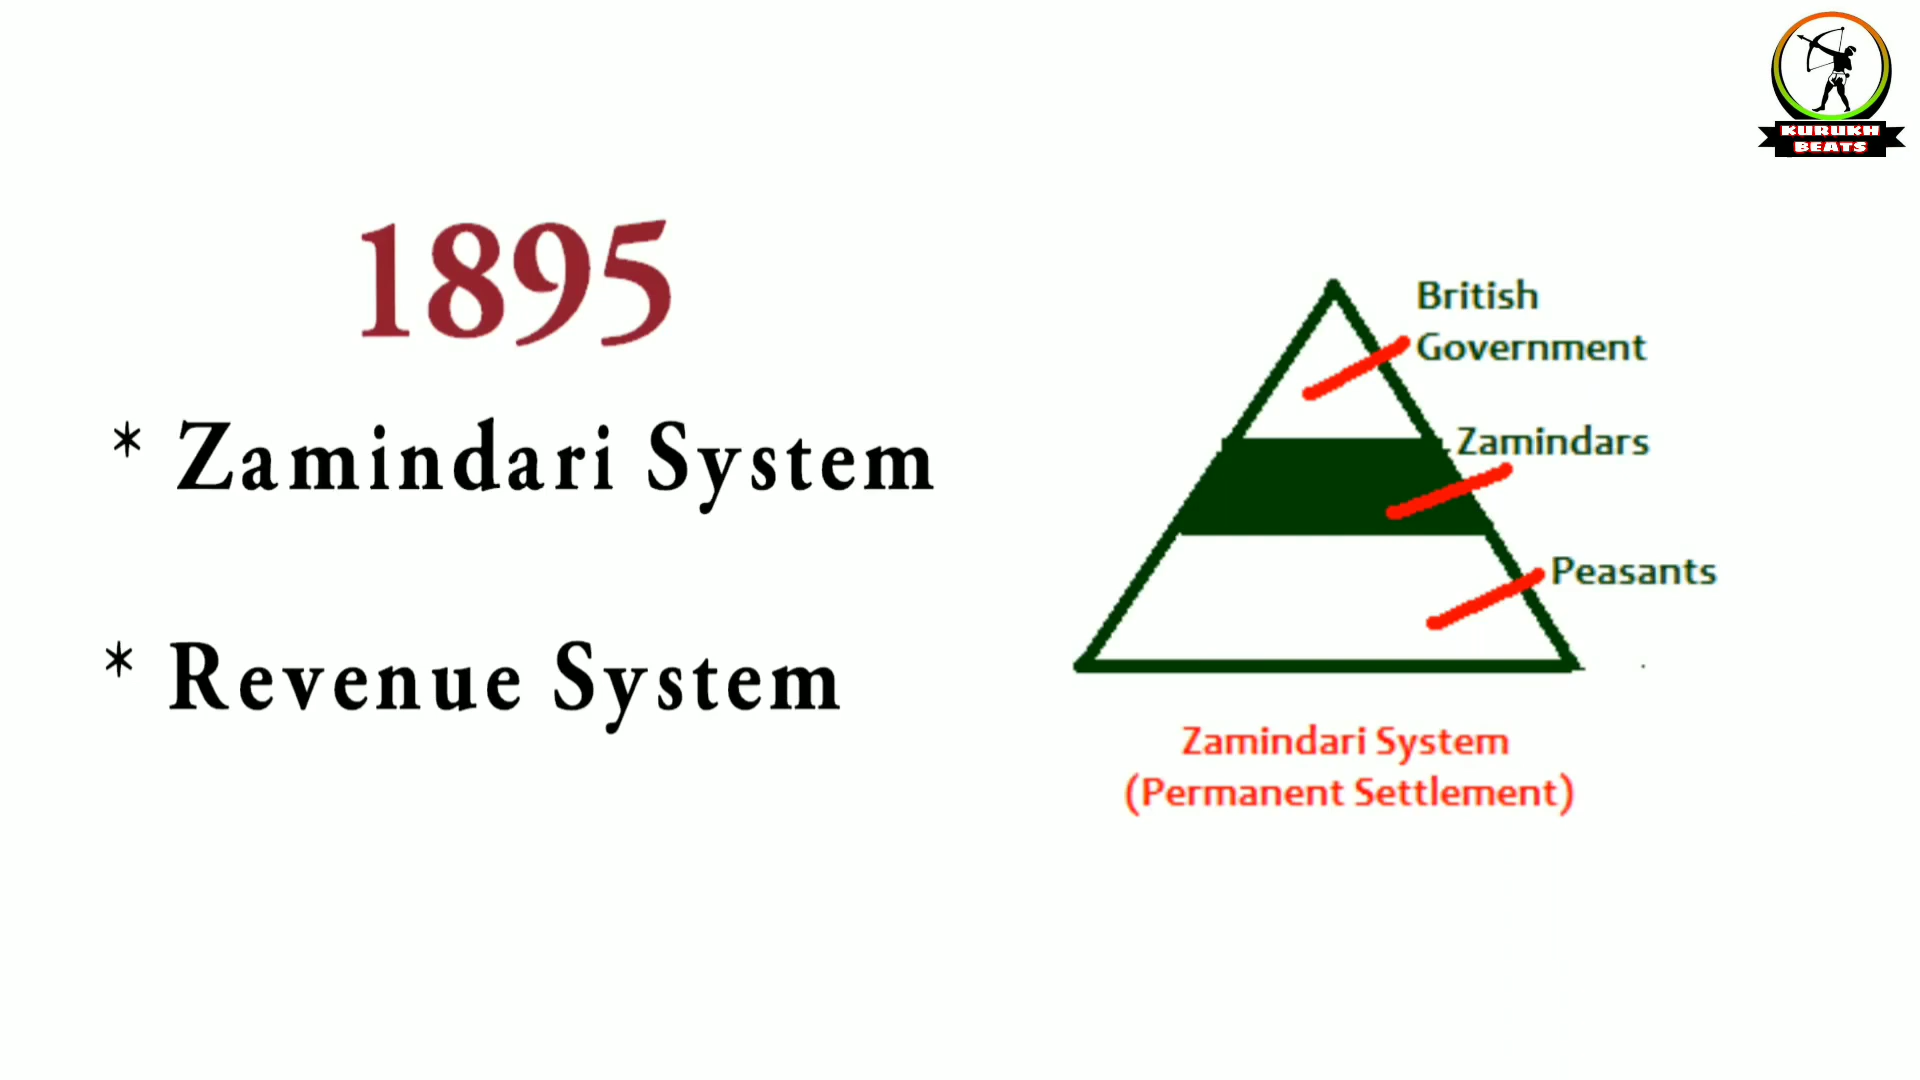 KURUKH
BEATS
1895
* Zamindari System
* Revenue System
British
Government
Zamindars
Peasants
Zamindari System
(Permanent Settlement)